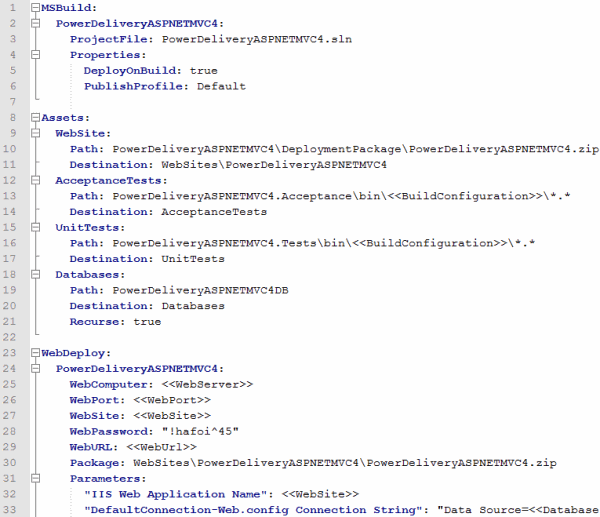 1 MSBuild:
2 PowerDeliveryASPNETMVC4:
3 ProjectFile: PowerDeliveryASPNETMVC4.sln
4 Properties:
5 DeployOnBuild: true
6 PublishProfile: Default
7
8 Assets:
9 WebSite:
10 Path: PowerDeliveryASPNETMVC4\DeploymentPackage\PowerDeliveryASPNETMVC4.zip
11 Destination: WebSites\PowerDeliveryASPNETMVC4
12 AcceptanceTests:
13 Path: PowerDeliveryASPNETMVC4.Acceptance\bin\<<BuildConfiguration>>\*.*
14 Destination: AcceptanceTests
15 UnitTests:
16 Path: PowerDeliveryASPNETMVC4.Tests\bin\<<BuildConfiguration>>\*.*
17 Destination: UnitTests
18 Databases:
19 Path: PowerDeliveryASPNETMVC4DB
20 Destination: Databases
21 Recurse: true
22
23 WebDeploy:
24 PowerDeliveryASPNETMVC4:
25 WebComputer: <<WebServer>>
26 WebPort: <<WebPort>>
27 WebSite: <<WebSite>>
28 WebPassword: "!hafoi^45"
29 WebURL: <<WebUrl>>
30 Package: WebSites\PowerDeliveryASPNETMVC4\PowerDeliveryASPNETMVC4.zip
31 Parameters:
32 "IIS Web Application Name": <<WebSite>>
33 "DefaultConnection-Web.config Connection String": "Data Source=<<Database